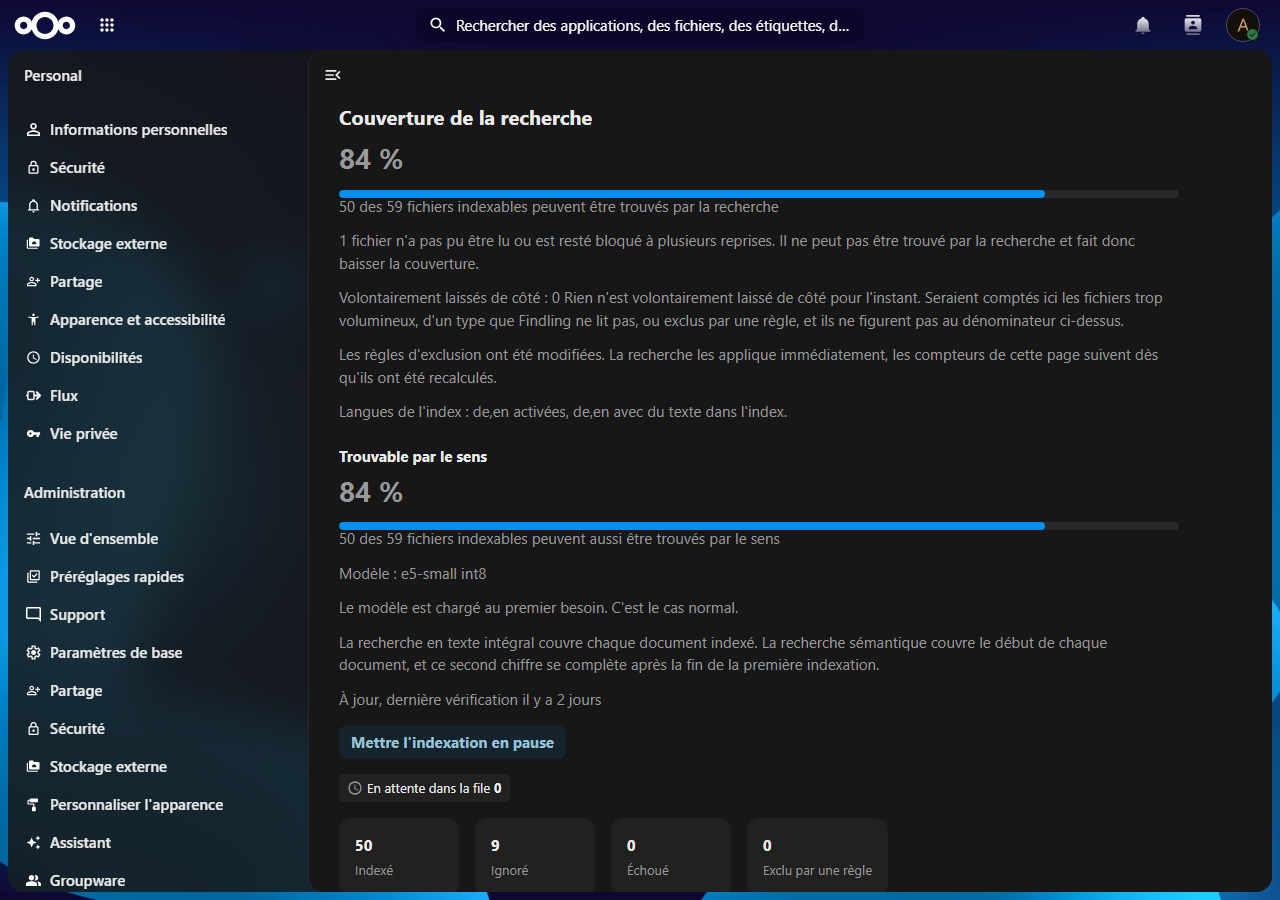 Rechercher des applications, des fichiers, des étiquettes, d...
A
Personal
Informations personnelles
Sécurité
Notifications
Stockage externe
Partage
Apparence et accessibilité
Disponibilités
Flux
Vie privée
Administration
Vue d'ensemble
Préréglages rapides
Support
Paramètres de base
Partage
Sécurité
Stockage externe
Personnaliser l'apparence
Assistant
Groupware
Couverture de la recherche
84 %
50 des 59 fichiers indexables peuvent être trouvés par la recherche
1 fichier n'a pas pu être lu ou est resté bloqué à plusieurs reprises. Il ne peut pas être trouvé par la recherche et fait donc
baisser la couverture.
Volontairement laissés de côté : 0 Rien n'est volontairement laissé de côté pour l'instant. Seraient comptés ici les fichiers trop
volumineux, d'un type que Findling ne lit pas, ou exclus par une règle, et ils ne figurent pas au dénominateur ci-dessus.
Les règles d'exclusion ont été modifiées. La recherche les applique immédiatement, les compteurs de cette page suivent dès
qu'ils ont été recalculés.
Langues de l'index : de,en activées, de,en avec du texte dans l'index.
Trouvable par le sens
84 %
50 des 59 fichiers indexables peuvent aussi être trouvés par le sens
Modèle : e5-small int8
Le modèle est chargé au premier besoin. C'est le cas normal.
La recherche en texte intégral couvre chaque document indexé. La recherche sémantique couvre le début de chaque
document, et ce second chiffre se complète après la fin de la première indexation.
À jour, dernière vérification il y a 2 jours
Mettre l'indexation en pause
En attente dans la file 0
50
Indexé
9
Ignoré
0
Échoué
0
Exclu par une règle